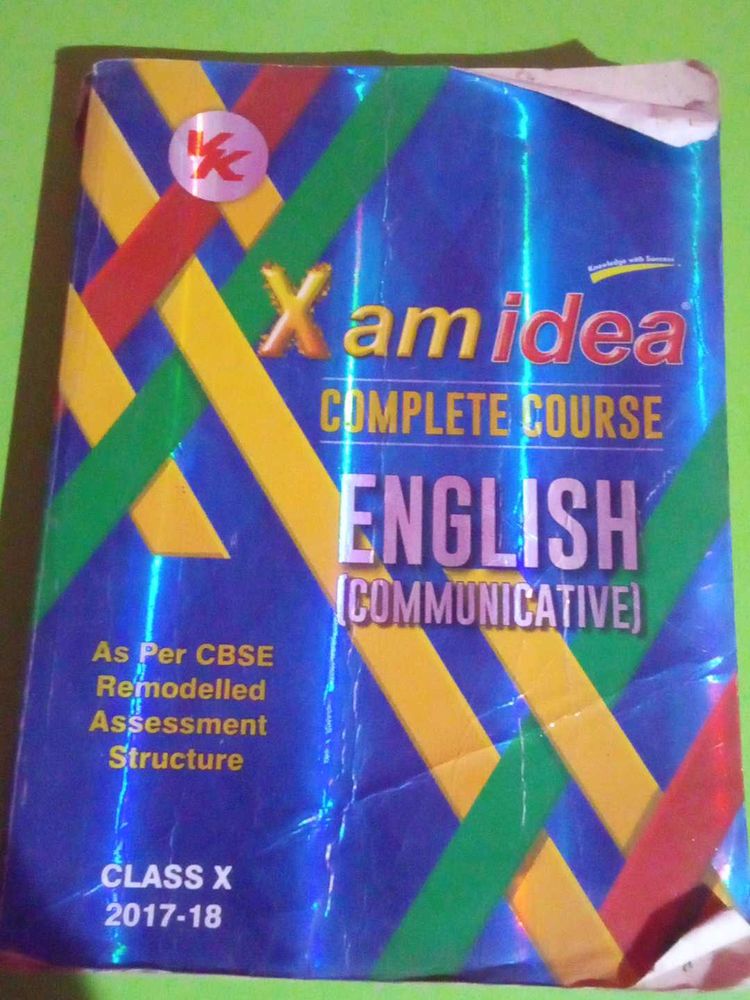 VK
Knowledge with Success
Xam idea®
COMPLETE COURSE
ENGLISH
(COMMUNICATIVE)
As Per CBSE
Remodelled
Assessment
Structure
CLASS X
2017-18